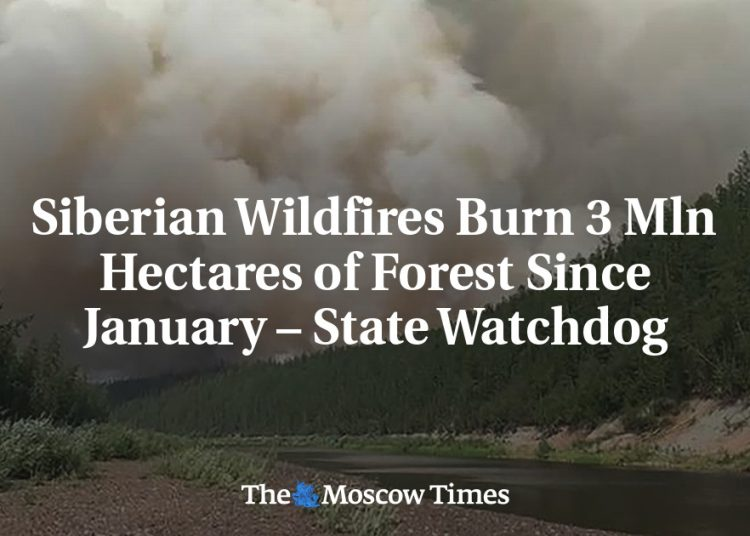 Siberian Wildfires Burn 3 Mln
Hectares of Forest Since
January – State Watchdog
The Moscow Times